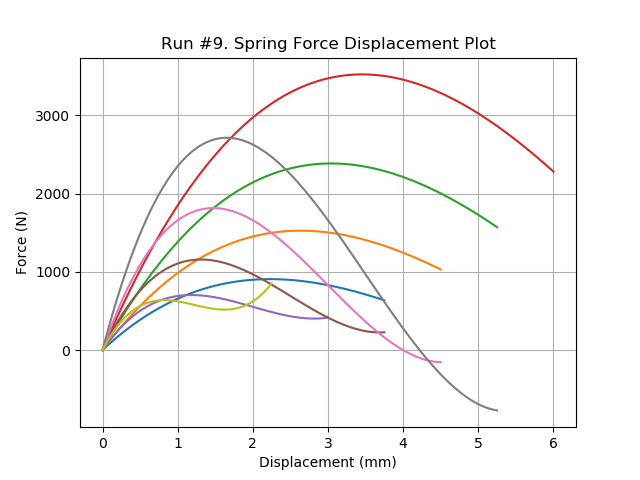 Run #9. Spring Force Displacement Plot
3000
2000
1000
0
Force (N)
0 1 2 3 4 5 6
Displacement (mm)